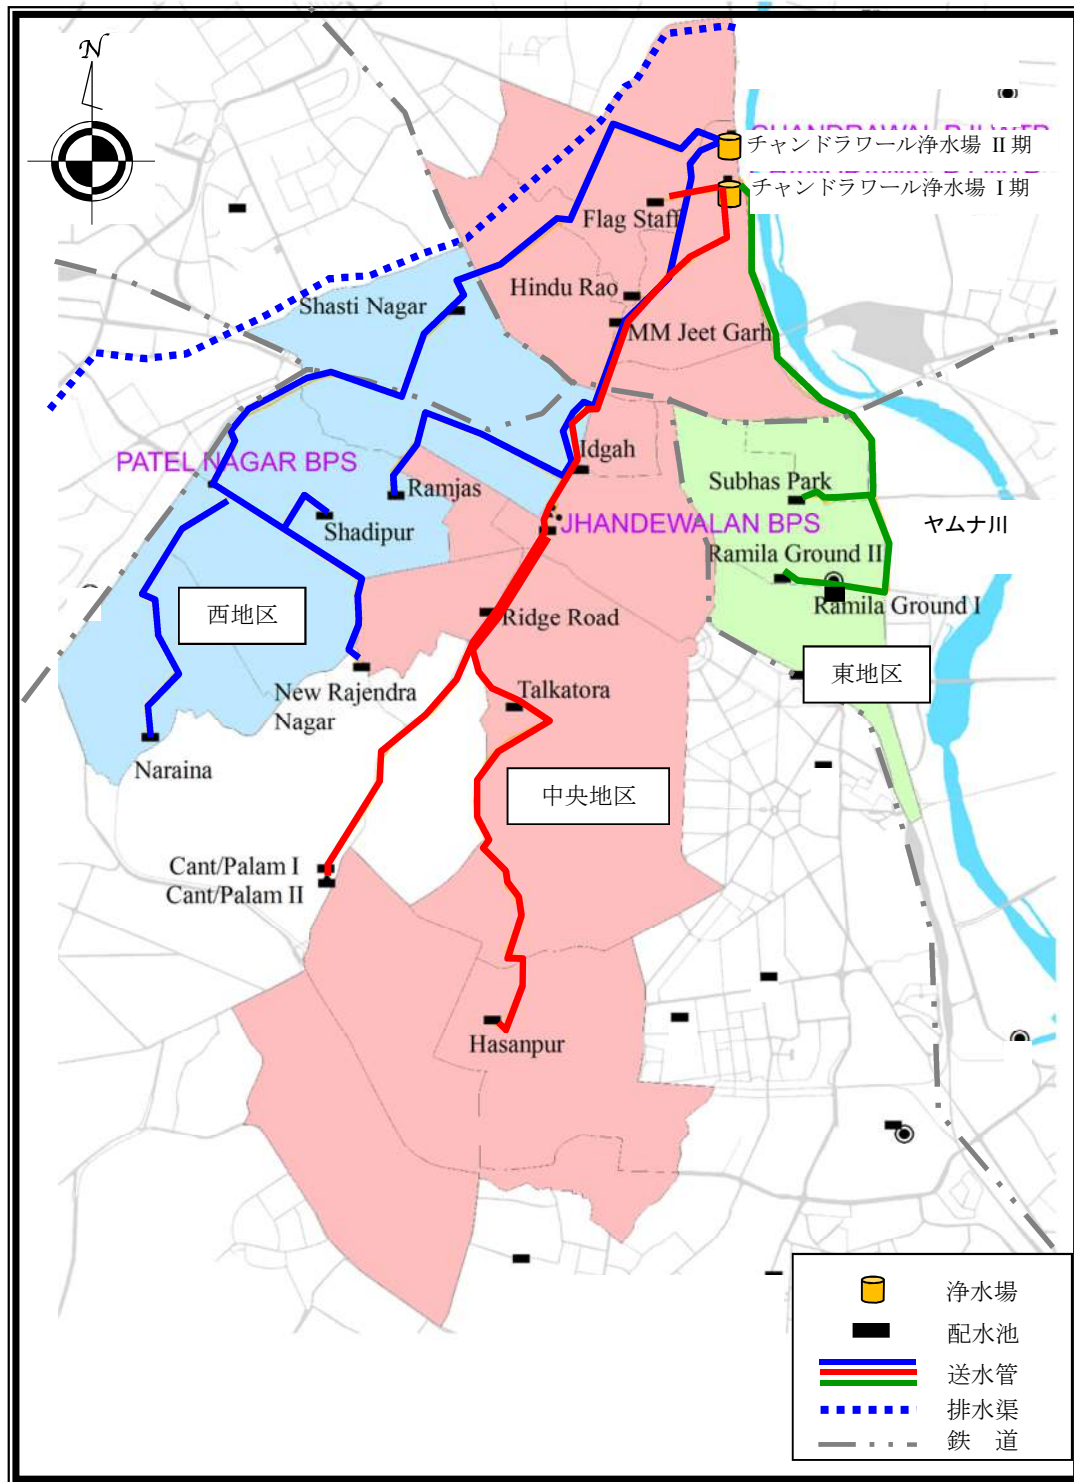 N
チャンドラワール浄水場 II 期
チャンドラワール浄水場 I 期
Flag Staff
Hindu Rao
Shasti Nagar
MM Jeet Garh
Idgah
PATEL NAGAR BPS
Ramjas
Subhas Park
Shadipur
JHANDEWALAN BPS
ヤムナ川
Ramila Ground II
Ramila Ground I
西地区
Ridge Road
東地区
New Rajendra
Nagar
Talkatora
Naraina
中央地区
Cant/Palam I
Cant/Palam II
Hasanpur
浄水場
配水池
送水管
排水渠
鉄 道